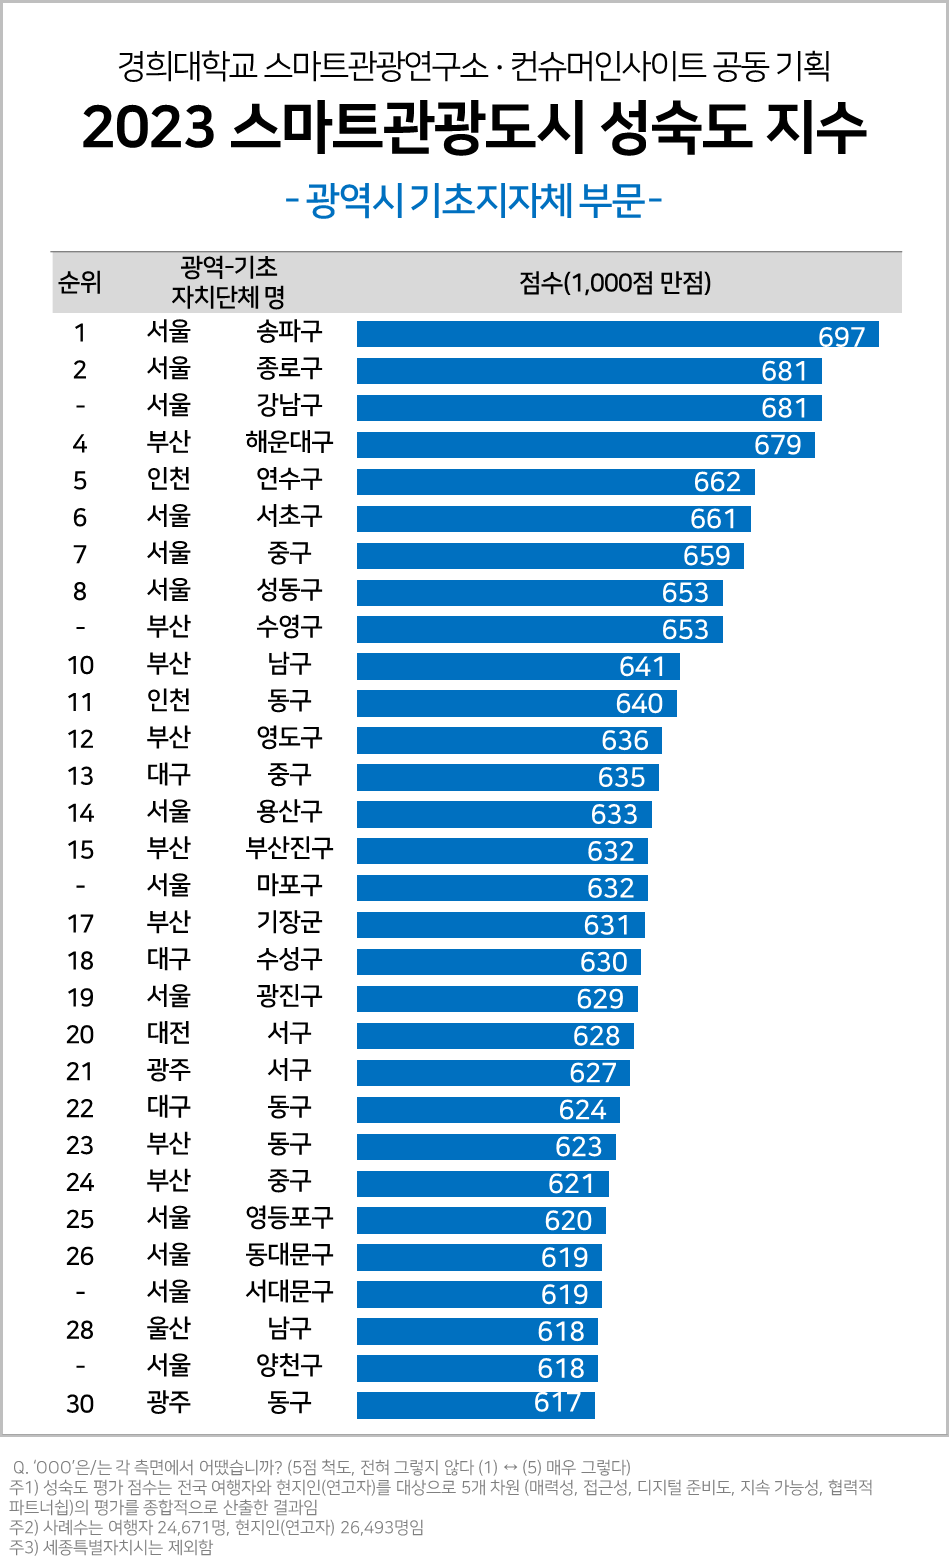 경희대학교 스마트관광연구소 · 컨슈머인사이트 공동 기획
2023 스마트관광도시 성숙도 지수
- 광역시 기초지자체 부문 -
순위 광역-기초 자치단체 명 점수(1,000점 만점)
1 서울 송파구 697
2 서울 종로구 681
- 서울 강남구 681
4 부산 해운대구 679
5 인천 연수구 662
6 서울 서초구 661
7 서울 중구 659
8 서울 성동구 653
- 부산 수영구 653
10 부산 남구 641
11 인천 동구 640
12 부산 영도구 636
13 대구 중구 635
14 서울 용산구 633
15 부산 부산진구 632
- 서울 마포구 632
17 부산 기장군 631
18 대구 수성구 630
19 서울 광진구 629
20 대전 서구 628
21 광주 서구 627
22 대구 동구 624
23 부산 동구 623
24 부산 중구 621
25 서울 영등포구 620
26 서울 동대문구 619
- 서울 서대문구 619
28 울산 남구 618
- 서울 양천구 618
30 광주 동구 617
Q. ‘OOO’은/는 각 측면에서 어땠습니까? (5점 척도, 전혀 그렇지 않다 (1) ↔ (5) 매우 그렇다)
주1) 성숙도 평가 점수는 전국 여행자와 현지인(연고자)를 대상으로 5개 차원 (매력성, 접근성, 디지털 준비도, 지속 가능성, 협력적
파트너쉽)의 평가를 종합적으로 산출한 결과임
주2) 사례수는 여행자 24,671명, 현지인(연고자) 26,493명임
주3) 세종특별자치시는 제외함